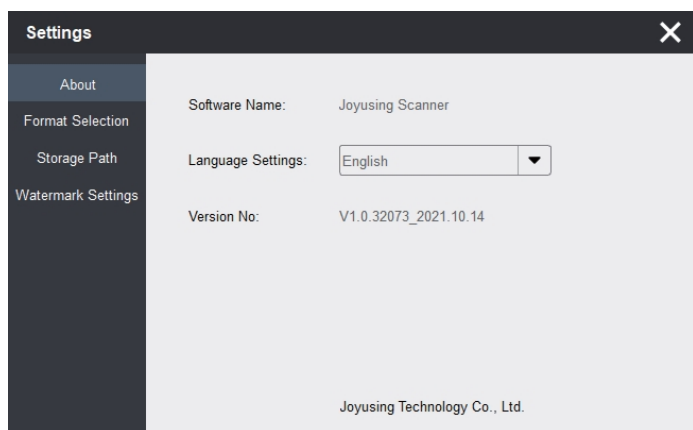 Settings
About
Format Selection
Storage Path
Watermark Settings
Software Name: Joyusing Scanner
Language Settings: English
Version No: V1.0.32073_2021.10.14
Joyusing Technology Co., Ltd.